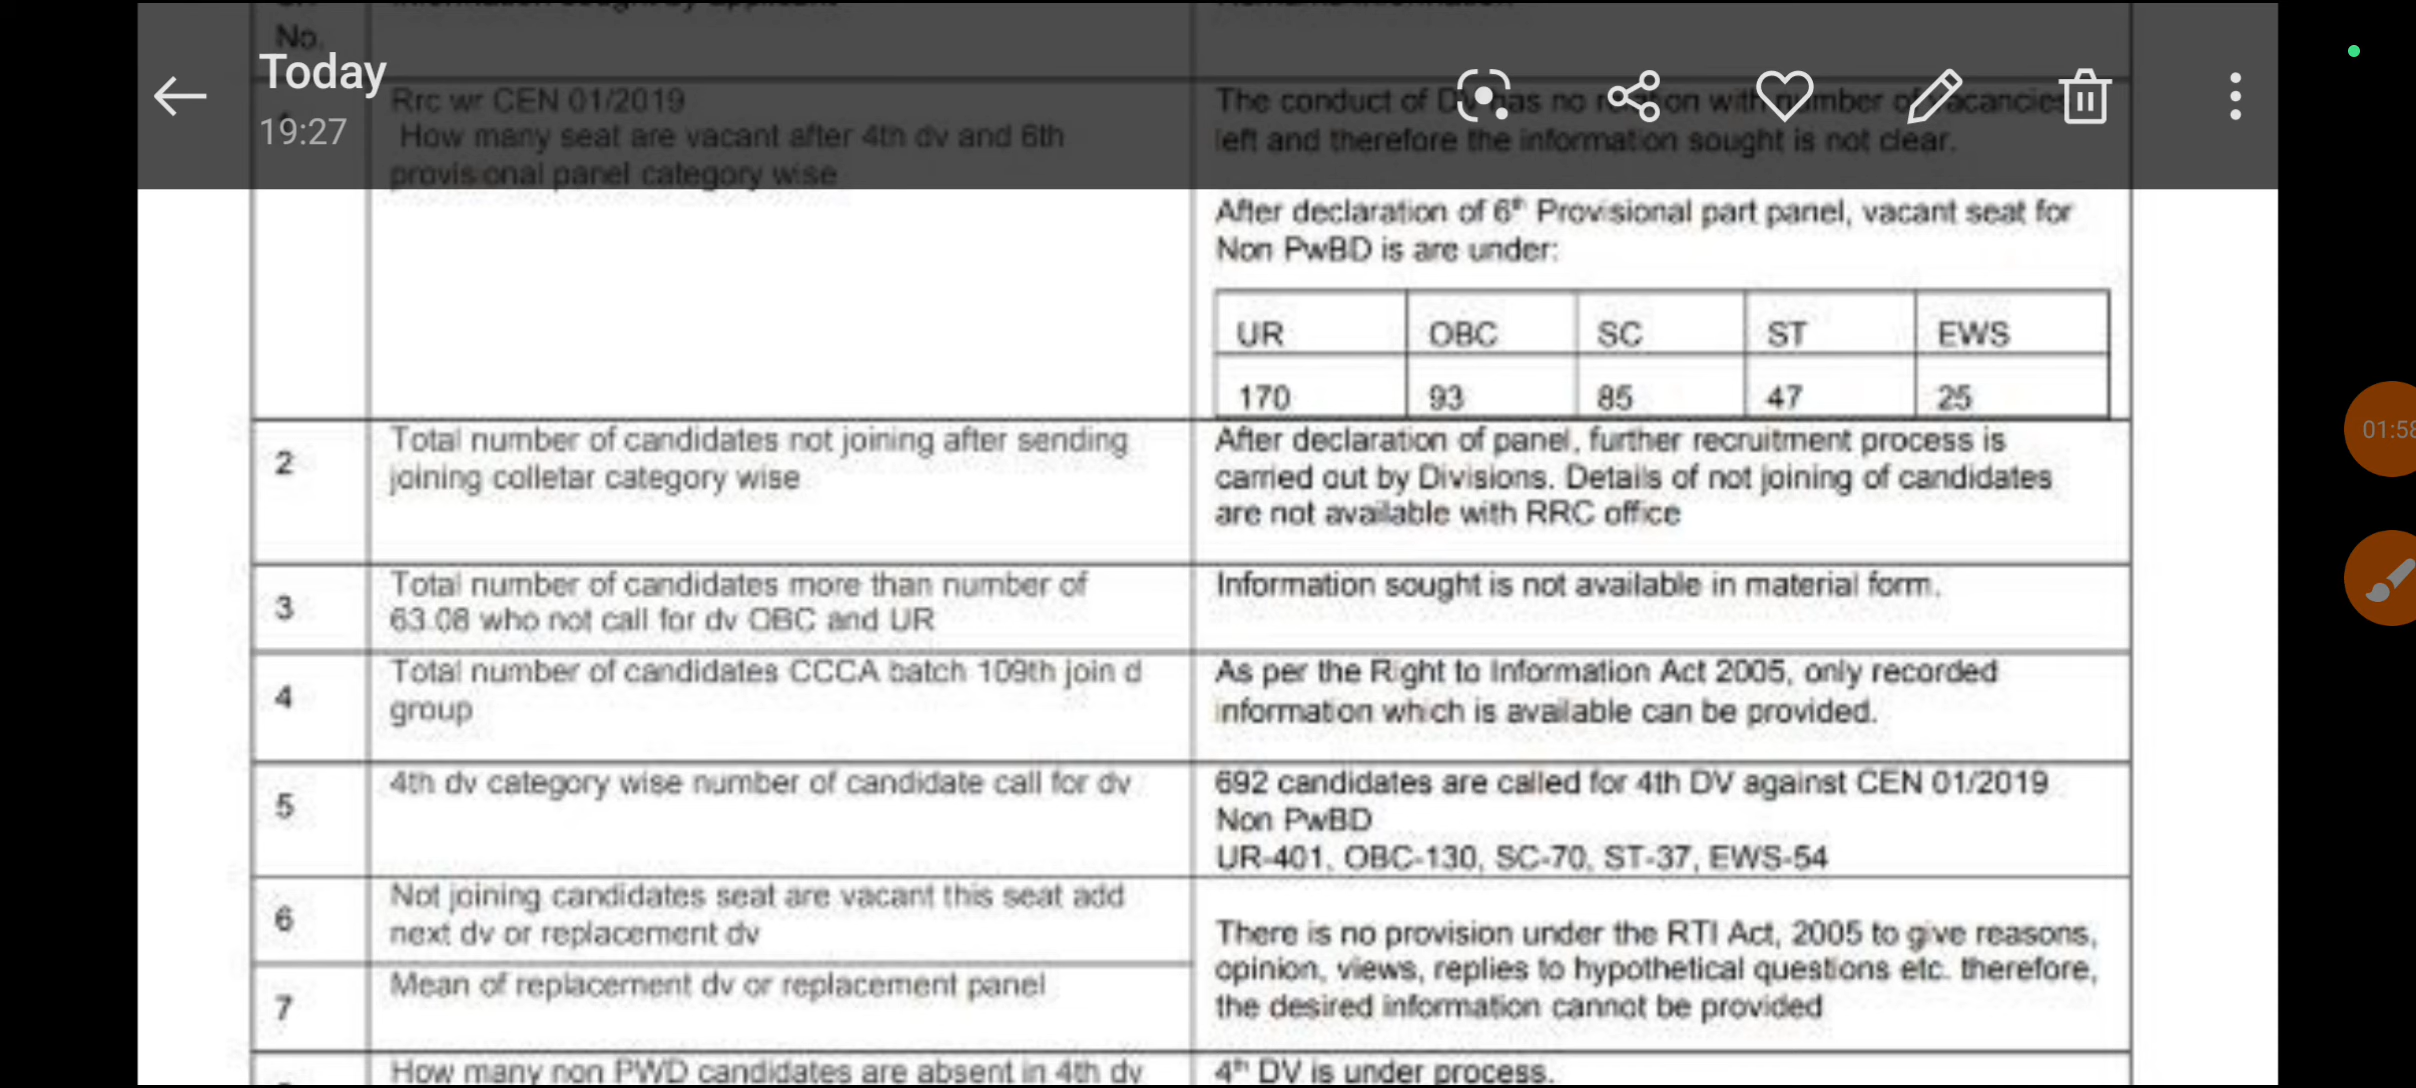 No.
Today
19:27
Rrc wr CEN 01/2019
How many seat are vacant after 4th dv and 6th
provisional panel category wise
The conduct of DV has no relation with number of vacancies
left and therefore the information sought is not clear.
After declaration of 6th Provisional part panel, vacant seat for
Non PwBD is are under:
UR OBC SC ST EWS
170 93 85 47 25
2
Total number of candidates not joining after sending
joining colletar category wise
After declaration of panel, further recruitment process is
carried out by Divisions. Details of not joining of candidates
are not available with RRC office
3
Total number of candidates more than number of
63.08 who not call for dv OBC and UR
Information sought is not available in material form.
4
Total number of candidates CCCA batch 109th join d
group
As per the Right to Information Act 2005, only recorded
information which is available can be provided.
5
4th dv category wise number of candidate call for dv
692 candidates are called for 4th DV against CEN 01/2019
Non PwBD
UR-401, OBC-130, SC-70, ST-37, EWS-54
6
Not joining candidates seat are vacant this seat add
next dv or replacement dv
7
Mean of replacement dv or replacement panel
There is no provision under the RTI Act, 2005 to give reasons,
opinion, views, replies to hypothetical questions etc. therefore,
the desired information cannot be provided
How many non PWD candidates are absent in 4th dv
4th DV is under process.
01:58